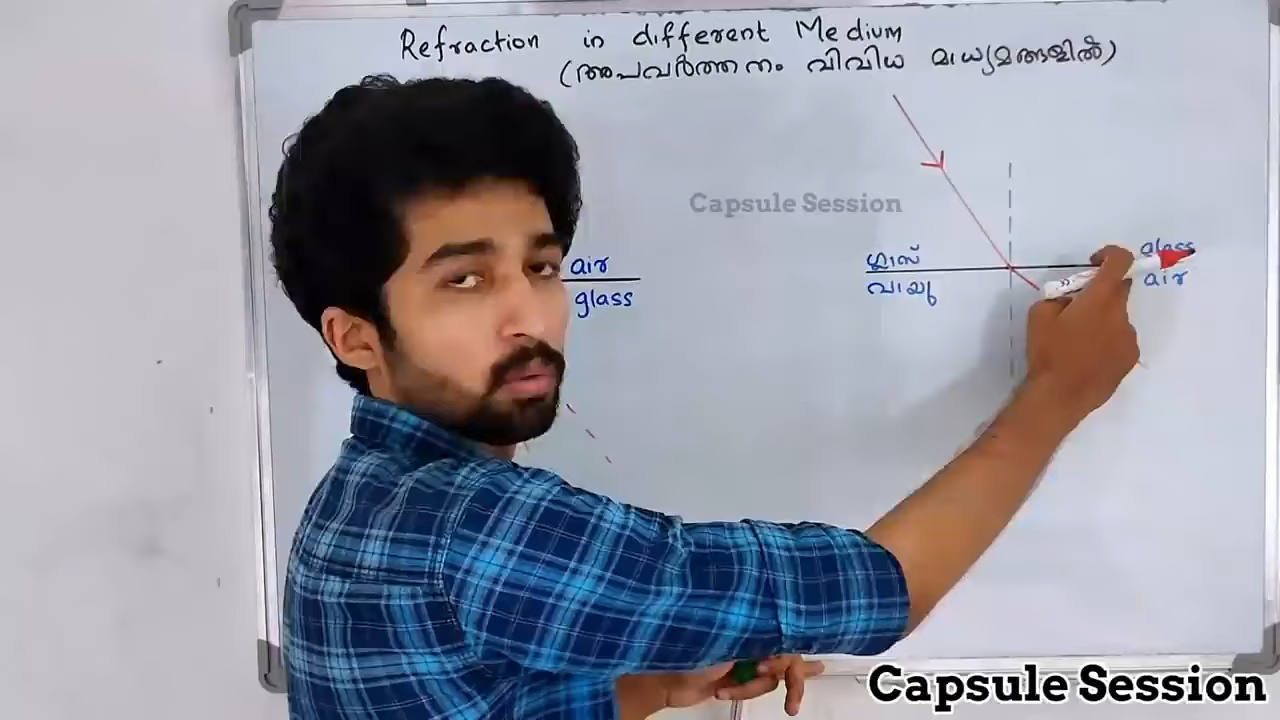 Refraction in different Medium
(അപവർത്തനം വിവിധ മാധ്യമങ്ങളിൽ)
Capsule Session
air
glass
ഗ്ലാസ്
വായു
glass
air
Capsule Session